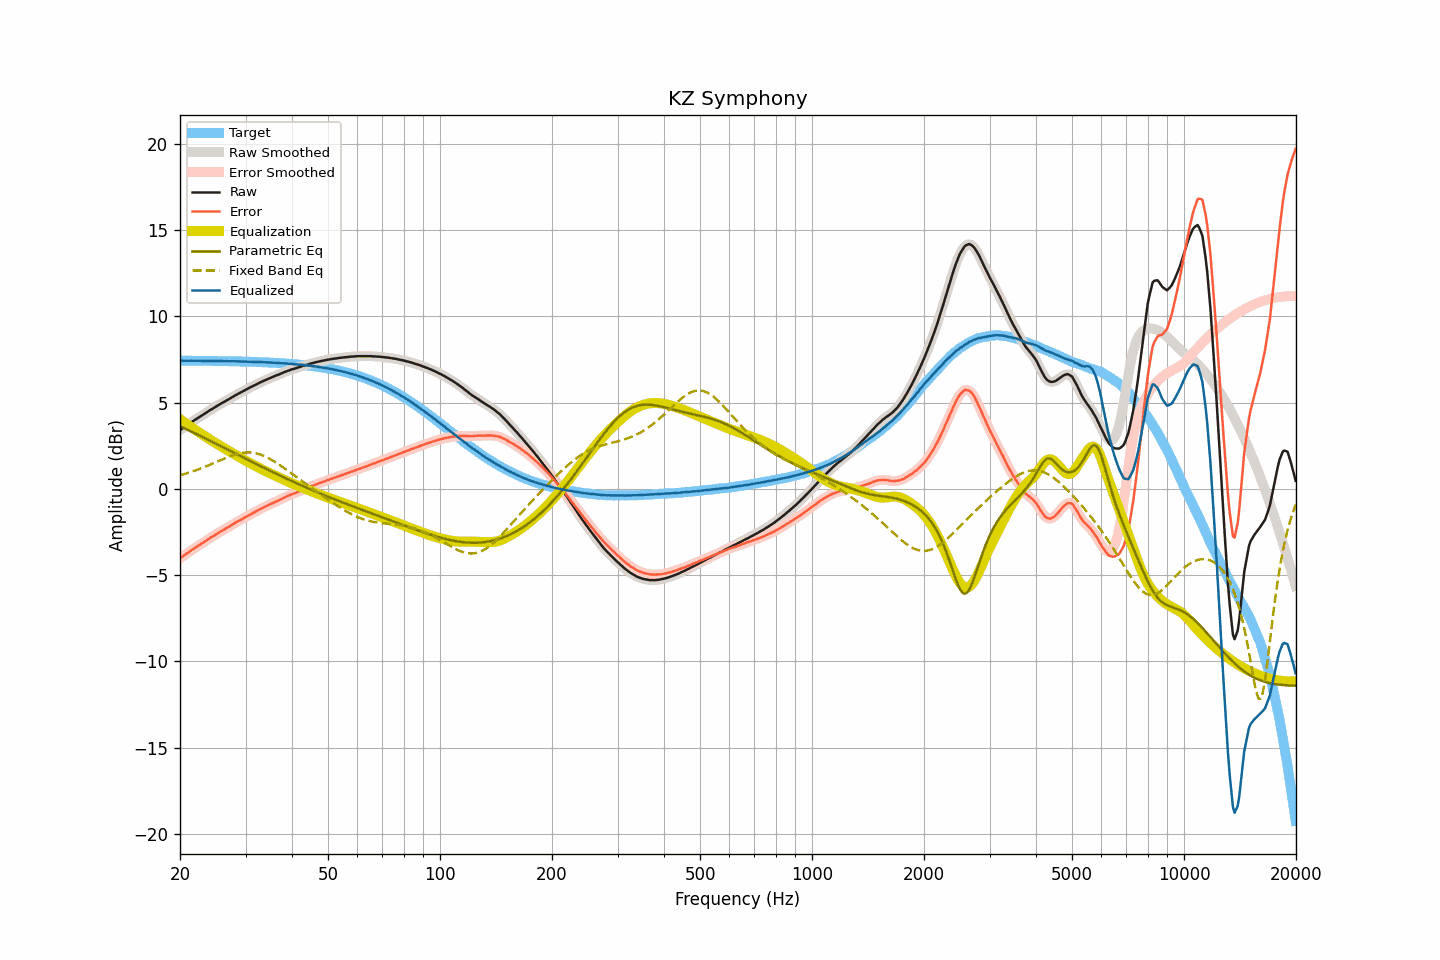 KZ Symphony
Target
Raw Smoothed
Error Smoothed
Raw
Error
Equalization
Parametric Eq
Fixed Band Eq
Equalized
20
15
10
5
0
−5
−10
−15
−20
Amplitude (dBr)
20 50 100 200 500 1000 2000 5000 10000 20000
Frequency (Hz)